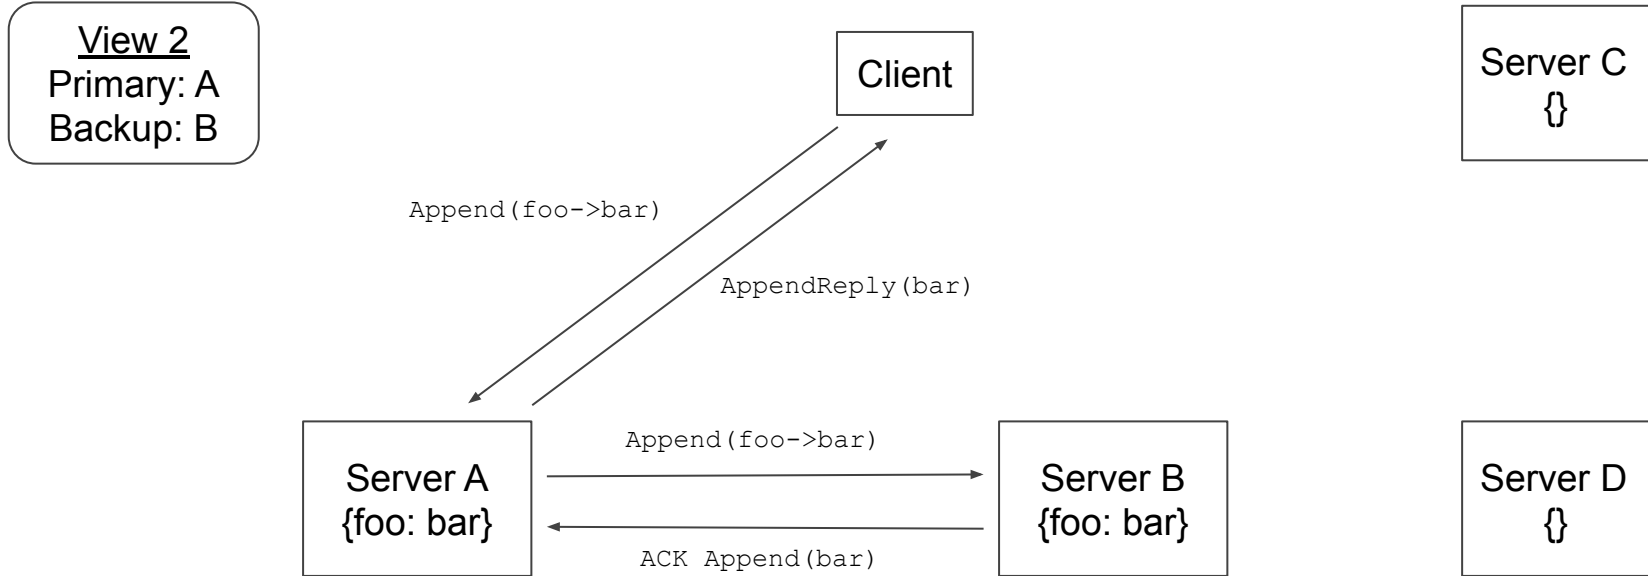 View 2
Primary: A
Backup: B
Client
Server C
{}
Append(foo->bar)
AppendReply(bar)
Server A
{foo: bar}
Append(foo->bar)
ACK Append(bar)
Server B
{foo: bar}
Server D
{}